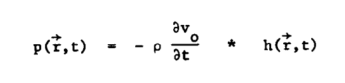 p(r⃗,t) = - ρ ∂v₀/∂t * h(r⃗,t)